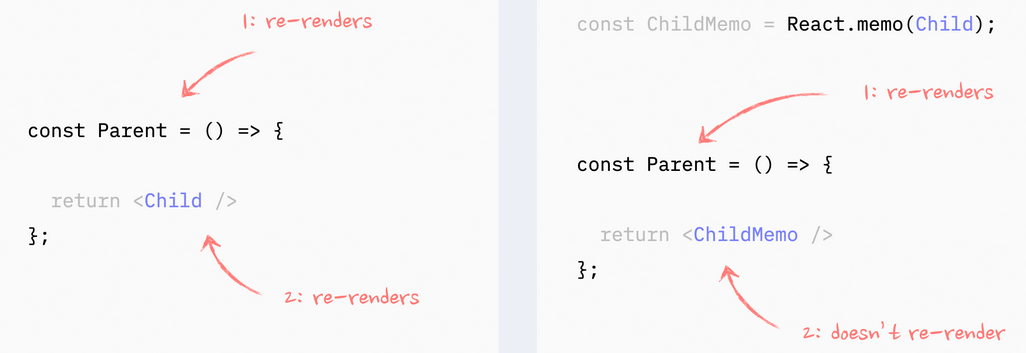 1: re-renders
const Parent = () => {
return <Child />
};
2: re-renders
const ChildMemo = React.memo(Child);
1: re-renders
const Parent = () => {
return <ChildMemo />
};
2: doesn't re-render